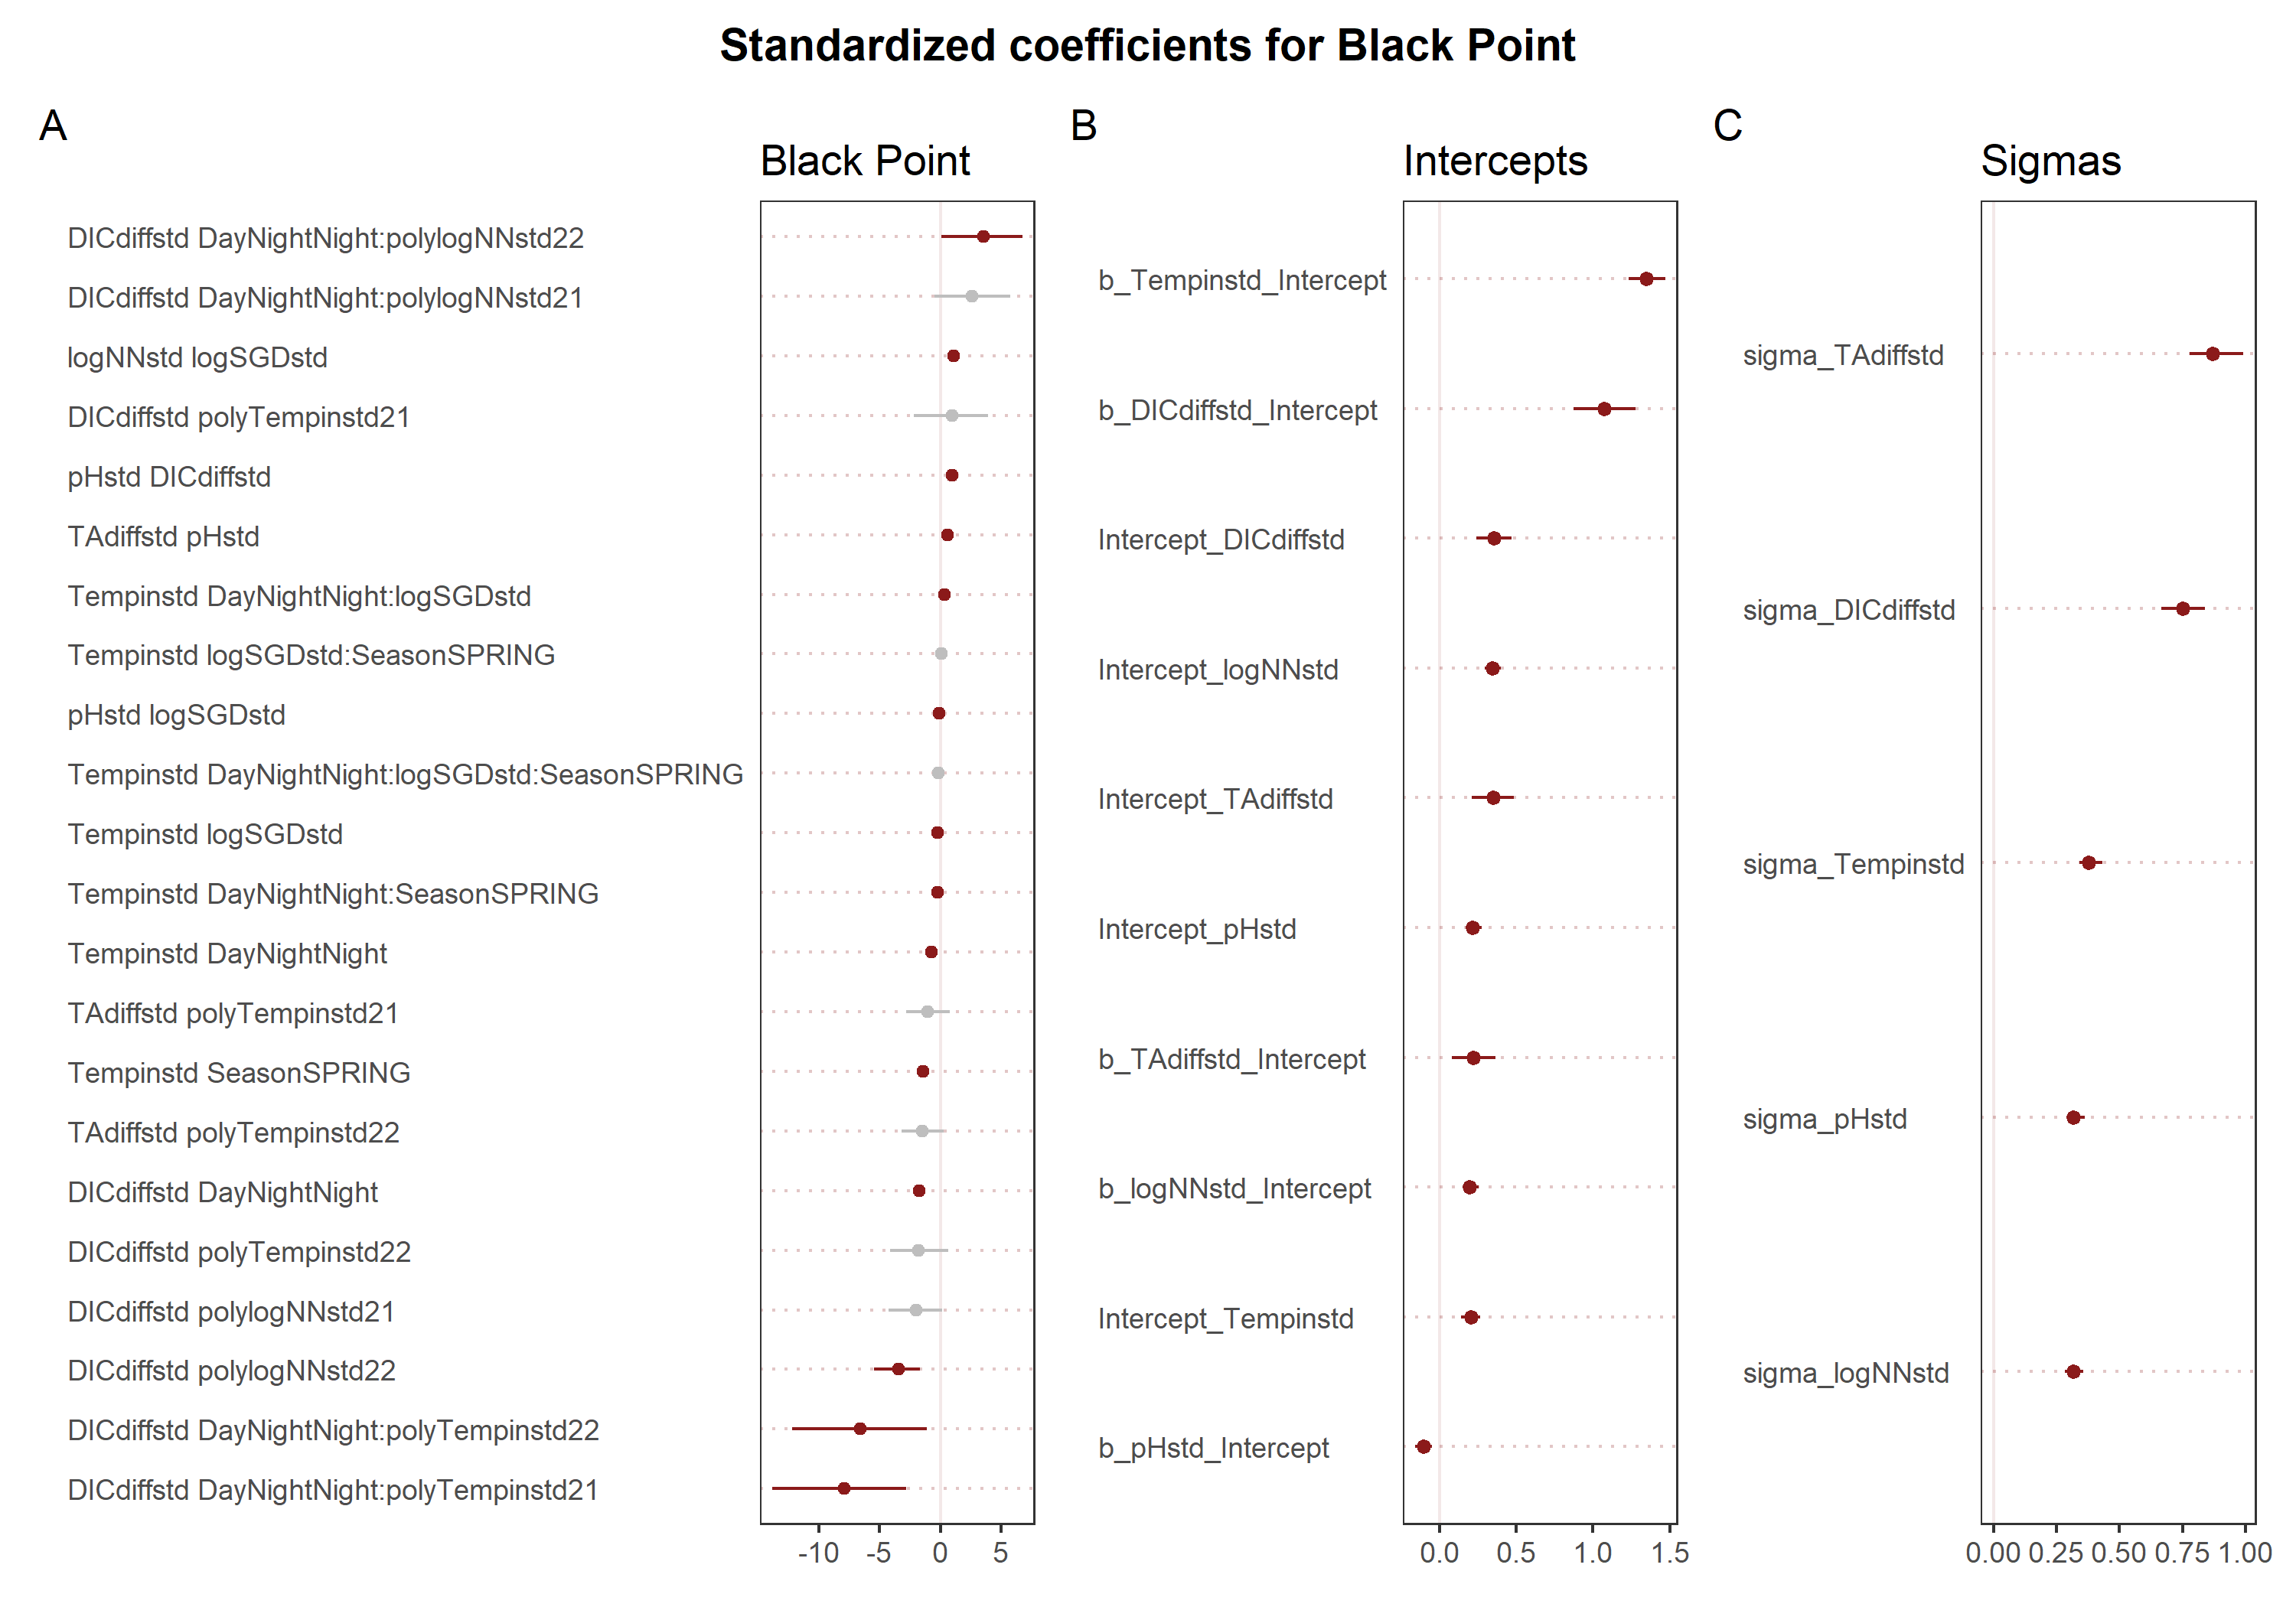 Standardized coefficients for Black Point
A
Black Point
DICdiffstd DayNightNight:polylogNNstd22
DICdiffstd DayNightNight:polylogNNstd21
logNNstd logSGDstd
DICdiffstd polyTempinstd21
pHstd DICdiffstd
TAdiffstd pHstd
Tempinstd DayNightNight:logSGDstd
Tempinstd logSGDstd:SeasonSPRING
pHstd logSGDstd
Tempinstd DayNightNight:logSGDstd:SeasonSPRING
Tempinstd logSGDstd
Tempinstd DayNightNight:SeasonSPRING
Tempinstd DayNightNight
TAdiffstd polyTempinstd21
Tempinstd SeasonSPRING
TAdiffstd polyTempinstd22
DICdiffstd DayNightNight
DICdiffstd polyTempinstd22
DICdiffstd polylogNNstd21
DICdiffstd polylogNNstd22
DICdiffstd DayNightNight:polyTempinstd22
DICdiffstd DayNightNight:polyTempinstd21
-10 -5 0 5
B
Intercepts
b_Tempinstd_Intercept
b_DICdiffstd_Intercept
Intercept_DICdiffstd
Intercept_logNNstd
Intercept_TAdiffstd
Intercept_pHstd
b_TAdiffstd_Intercept
b_logNNstd_Intercept
Intercept_Tempinstd
b_pHstd_Intercept
0.0 0.5 1.0 1.5
C
Sigmas
sigma_TAdiffstd
sigma_DICdiffstd
sigma_Tempinstd
sigma_pHstd
sigma_logNNstd
0.00 0.25 0.50 0.75 1.00